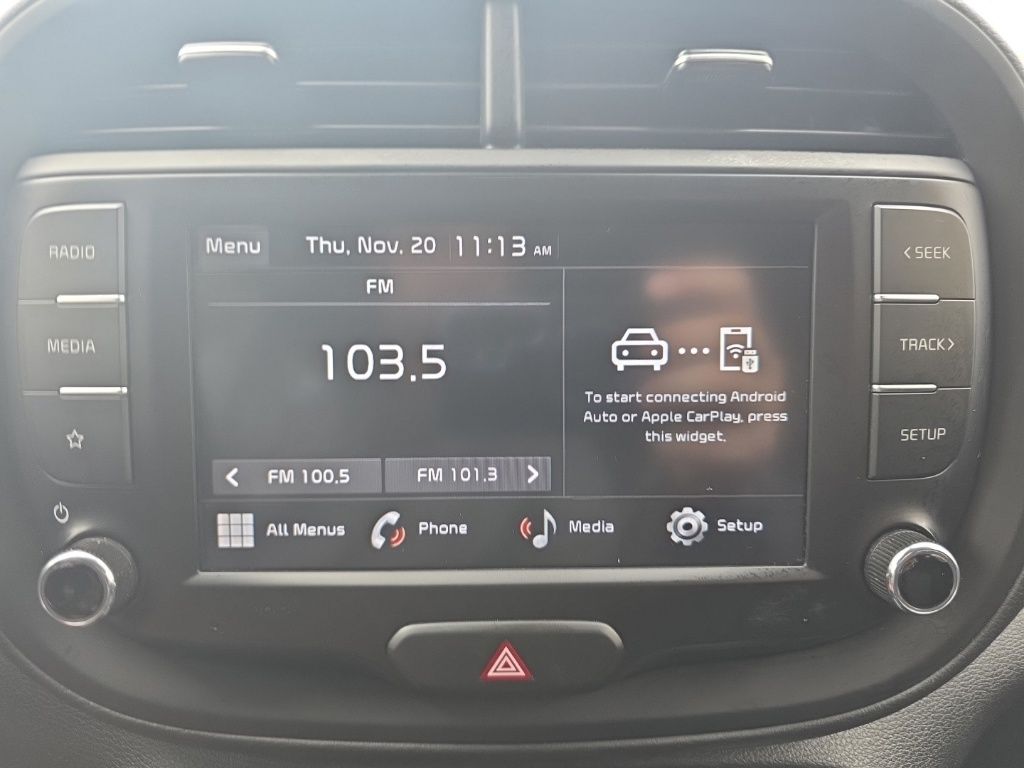 RADIO
MEDIA
Menu
Thu, Nov. 20
11:13 AM
FM
103.5
FM 100.5
FM 101.3
To start connecting Android
Auto or Apple CarPlay, press
this widget.
All Menus
Phone
Media
Setup
<SEEK
TRACK>
SETUP